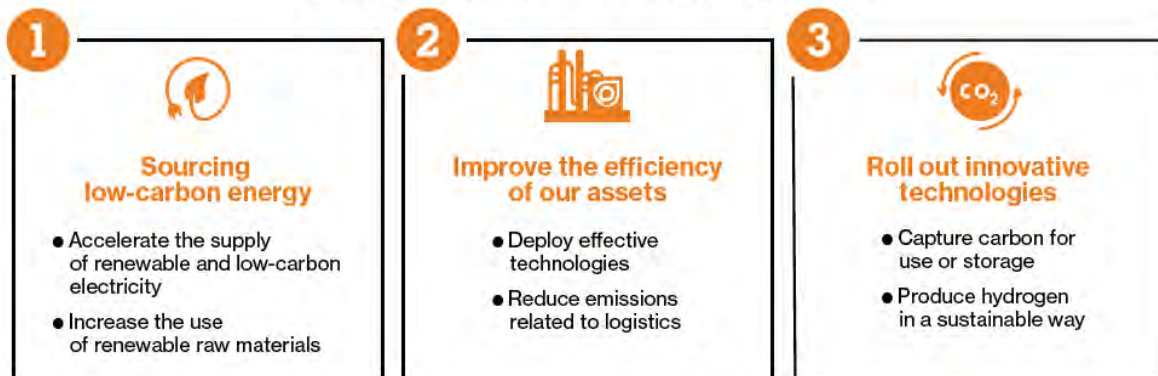 1
Sourcing
low-carbon energy
● Accelerate the supply
of renewable and low-carbon
electricity
● Increase the use
of renewable raw materials
2
Improve the efficiency
of our assets
● Deploy effective
technologies
● Reduce emissions
related to logistics
3
CO₂
Roll out innovative
technologies
● Capture carbon for
use or storage
● Produce hydrogen
in a sustainable way